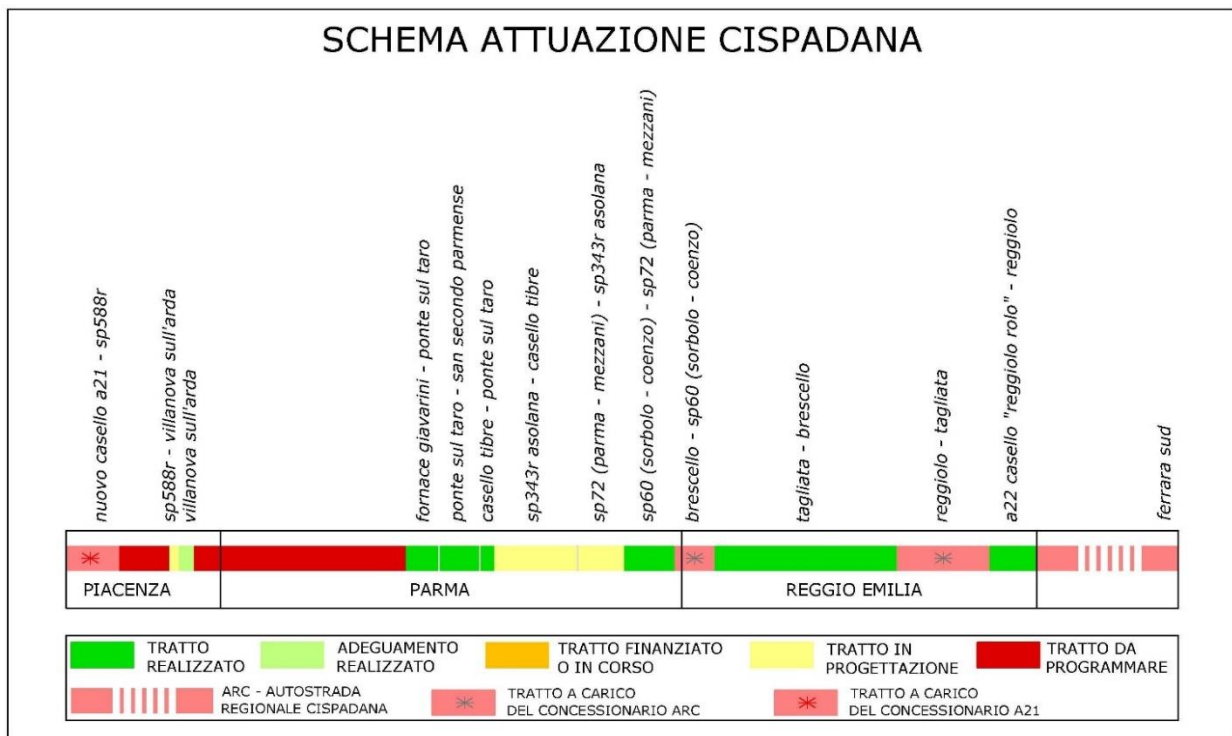 SCHEMA ATTUAZIONE CISPADANA
nuovo casello a21 - sp588r
sp588r - villanova sull'arda
villanova sull'arda
fornace giavarini - ponte sul taro
ponte sul taro - san secondo parmense
casello tibre - ponte sul taro
sp343r asolana - casello tibre
sp72 (parma - mezzani) - sp343r asolana
sp60 (sorbolo - coenzo) - sp72 (parma - mezzani)
brescello - sp60 (sorbolo - coenzo)
tagliata - brescello
reggiolo - tagliata
a22 casello "reggiolo rolo" - reggiolo
ferrara sud
PIACENZA
PARMA
REGGIO EMILIA
TRATTO
REALIZZATO
ADEGUAMENTO
REALIZZATO
TRATTO FINANZIATO
O IN CORSO
TRATTO IN
PROGETTAZIONE
TRATTO DA
PROGRAMMARE
ARC - AUTOSTRADA
REGIONALE CISPADANA
TRATTO A CARICO
DEL CONCESSIONARIO ARC
TRATTO A CARICO
DEL CONCESSIONARIO A21